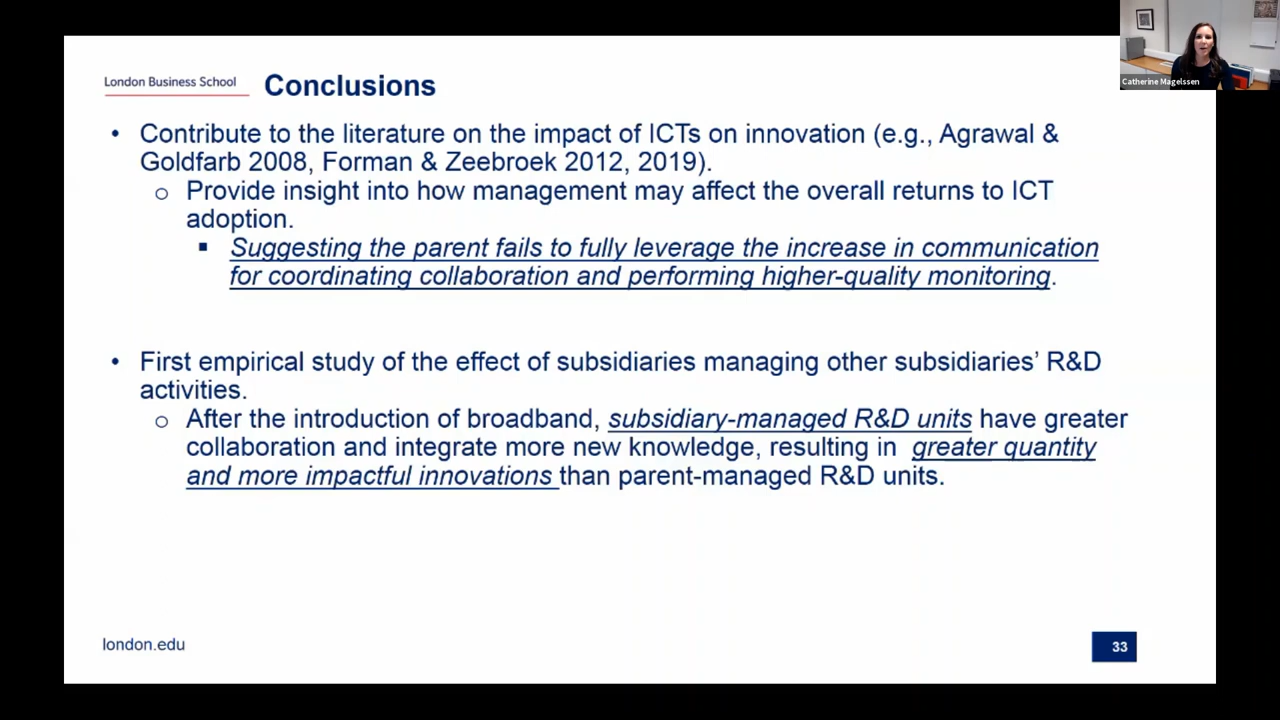 Catherine Magelssen
London Business School
Conclusions
• Contribute to the literature on the impact of ICTs on innovation (e.g., Agrawal &
Goldfarb 2008, Forman & Zeebroek 2012, 2019).
o Provide insight into how management may affect the overall returns to ICT
adoption.
▪ Suggesting the parent fails to fully leverage the increase in communication
for coordinating collaboration and performing higher-quality monitoring.
• First empirical study of the effect of subsidiaries managing other subsidiaries’ R&D
activities.
o After the introduction of broadband, subsidiary-managed R&D units have greater
collaboration and integrate more new knowledge, resulting in greater quantity
and more impactful innovations than parent-managed R&D units.
london.edu
33